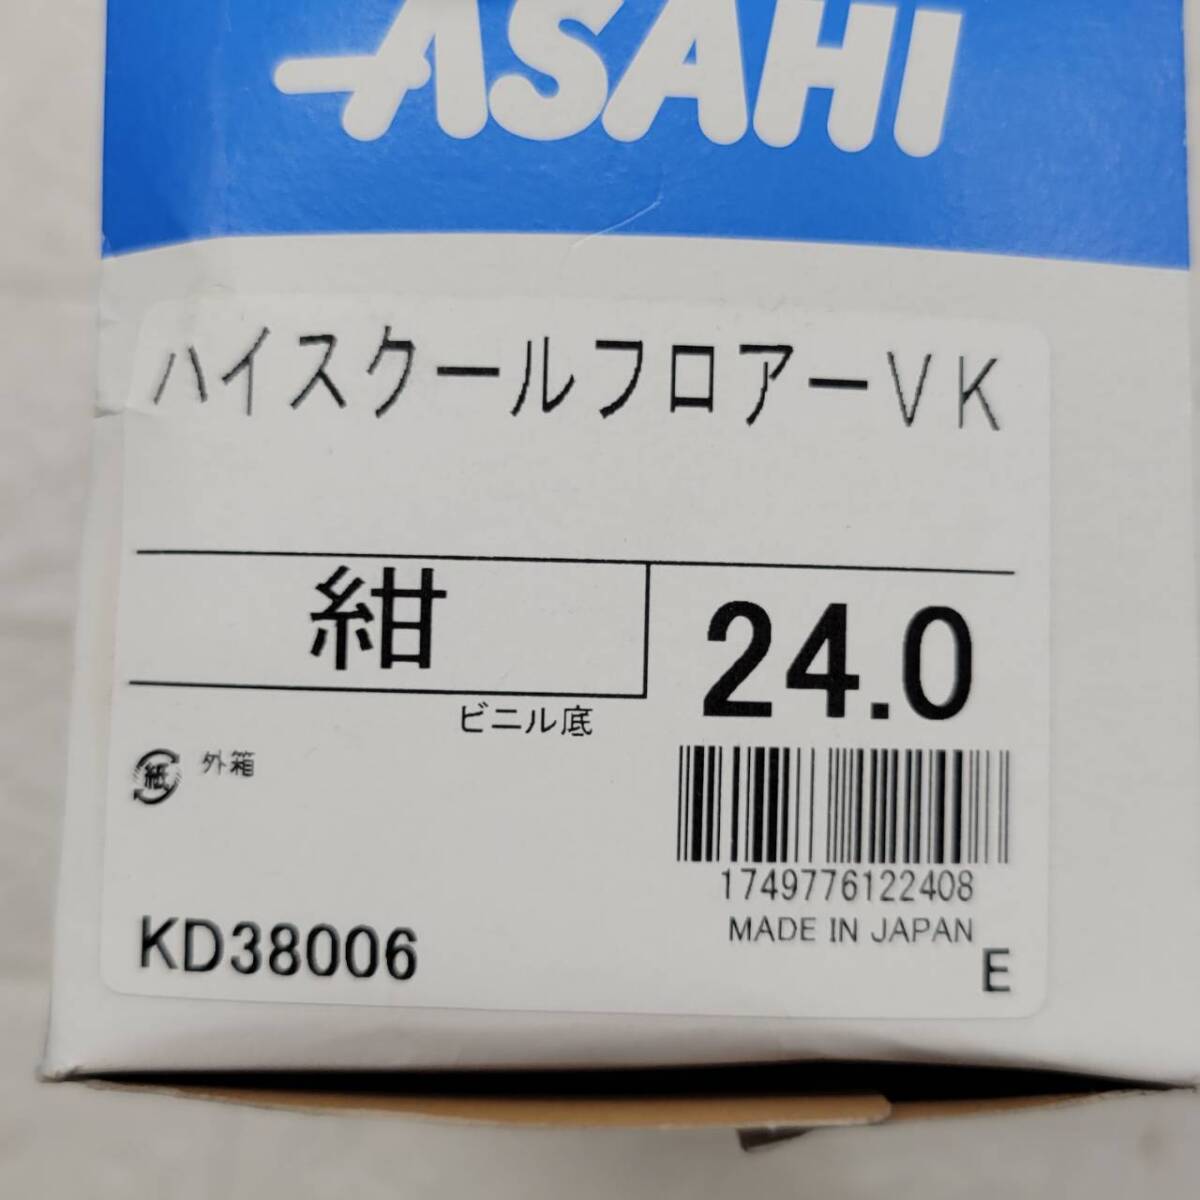 ASAHI
ハイスクールフロアーVK
紺
24.0
ビニル底
紙 外箱
1749776122408
MADE IN JAPAN
KD38006
E